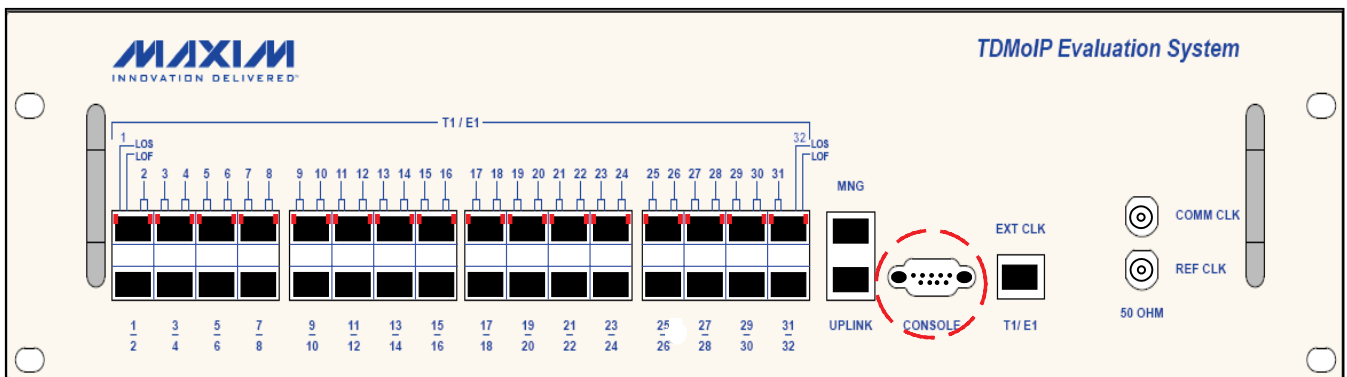 MAXIM
INNOVATION DELIVERED®
TDMoIP Evaluation System
T1 / E1
1 LOS LOF
32 LOS LOF
2 3 4 5 6 7 8 9 10 11 12 13 14 15 16 17 18 19 20 21 22 23 24 25 26 27 28 29 30 31
MNG
EXT CLK
COMM CLK
REF CLK
50 OHM
1 3 5 7 9 11 13 15 17 19 21 23 25 27 29 31
2 4 6 8 10 12 14 16 18 20 22 24 26 28 30 32
UPLINK
CONSOLE
T1/ E1